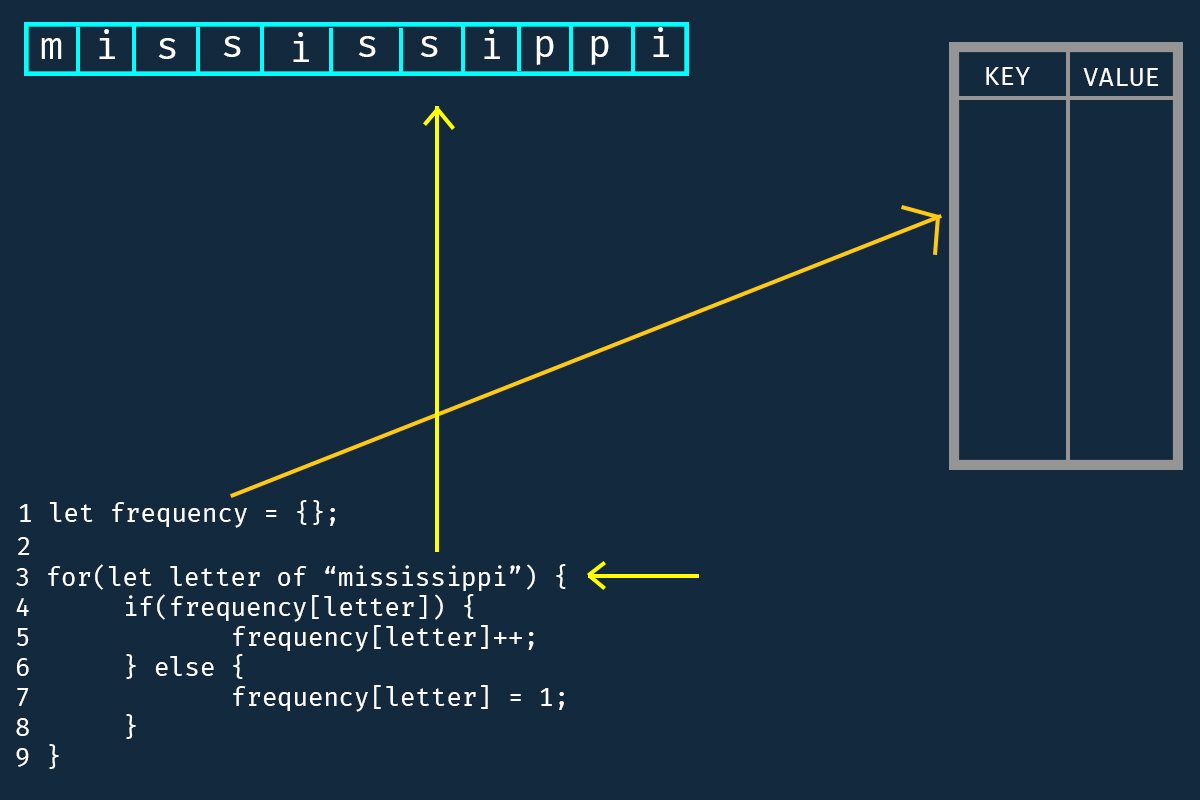 m i s s i s s i p p i
KEY VALUE
1 let frequency = {};
2
3 for(let letter of “mississippi”) {
4 if(frequency[letter]) {
5 frequency[letter]++;
6 } else {
7 frequency[letter] = 1;
8 }
9 }